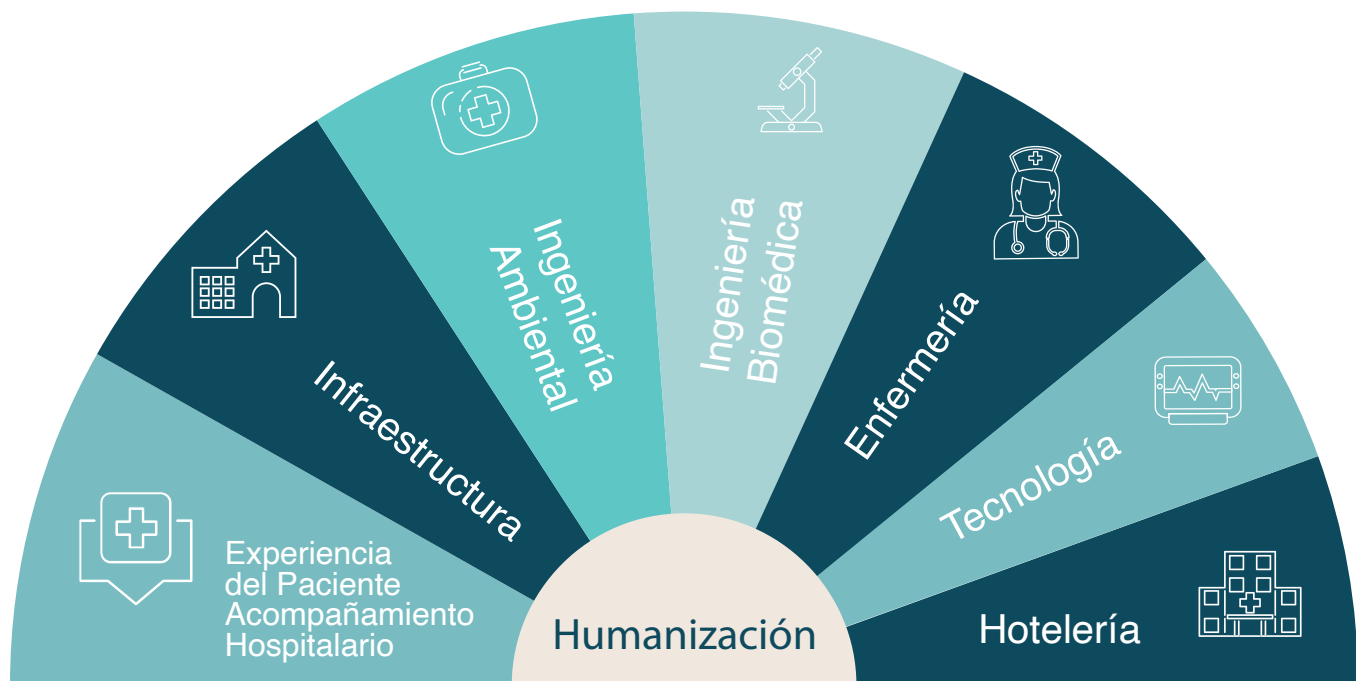 Experiencia
del Paciente
Acompañamiento
Hospitalario
Infraestructura
Ingeniería
Ambiental
Ingeniería
Biomédica
Enfermería
Tecnología
Hotelería
Humanización